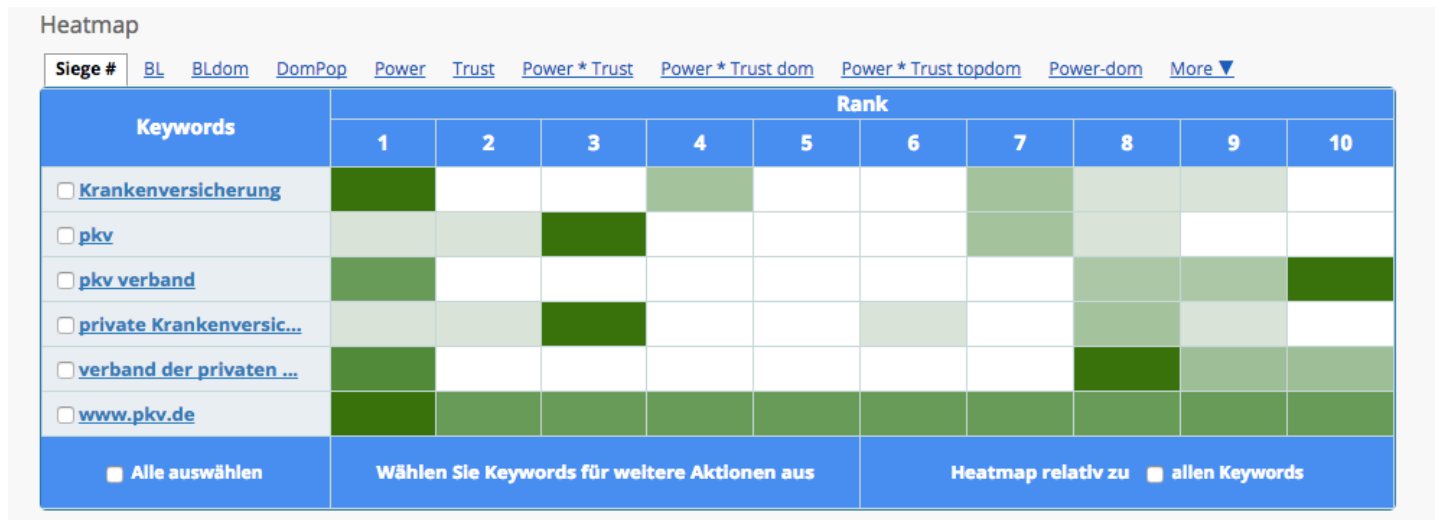 Heatmap
Siege # BL BLdom DomPop Power Trust Power * Trust Power * Trust dom Power * Trust topdom Power-dom More ▼
Keywords
Rank
1 2 3 4 5 6 7 8 9 10
Krankenversicherung
pkv
pkv verband
private Krankenversic...
verband der privaten ...
www.pkv.de
Alle auswählen Wählen Sie Keywords für weitere Aktionen aus Heatmap relativ zu allen Keywords